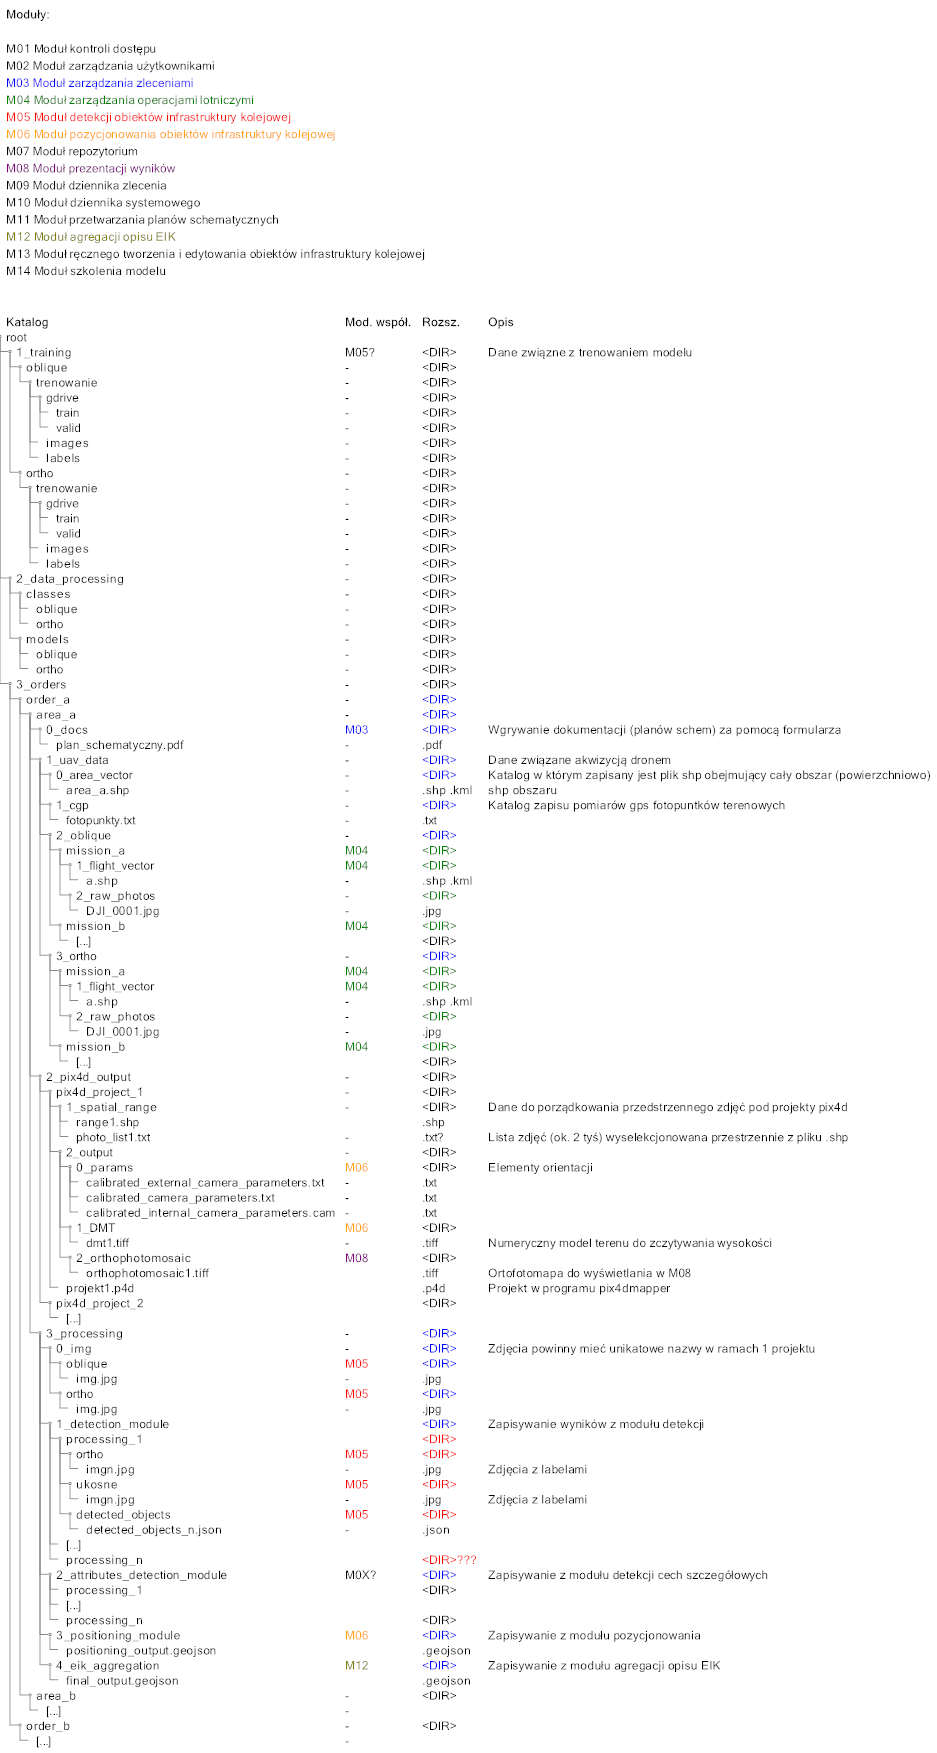 Moduły:
M01 Moduł kontroli dostępu
M02 Moduł zarządzania użytkownikami
M03 Moduł zarządzania zleceniami
M04 Moduł zarządzania operacjami lotniczymi
M05 Moduł detekcji obiektów infrastruktury kolejowej
M06 Moduł pozycjonowania obiektów infrastruktury kolejowej
M07 Moduł repozytorium
M08 Moduł prezentacji wyników
M09 Moduł dziennika zlecenia
M10 Moduł dziennika systemowego
M11 Moduł przetwarzania planów schematycznych
M12 Moduł agregacji opisu EIK
M13 Moduł ręcznego tworzenia i edytowania obiektów infrastruktury kolejowej
M14 Moduł szkolenia modelu
Katalog Mod. współ. Rozsz. Opis
root
1_training M05? <DIR> Dane związne z trenowaniem modelu
oblique - <DIR>
trenowanie - <DIR>
gdrive - <DIR>
train - <DIR>
valid - <DIR>
images - <DIR>
labels - <DIR>
ortho - <DIR>
trenowanie - <DIR>
gdrive - <DIR>
train - <DIR>
valid - <DIR>
images - <DIR>
labels - <DIR>
2_data_processing - <DIR>
classes - <DIR>
oblique - <DIR>
ortho - <DIR>
models - <DIR>
oblique - <DIR>
ortho - <DIR>
3_orders - <DIR>
order_a - <DIR>
area_a - <DIR>
0_docs M03 <DIR> Wgrywanie dokumentacji (planów schem) za pomocą formularza
plan_schematyczny.pdf - .pdf
1_uav_data - <DIR> Dane związane akwizycją dronem
0_area_vector - <DIR> Katalog w którym zapisany jest plik shp obejmujący cały obszar (powierzchniowo)
area_a.shp - .shp .kml shp obszaru
1_cgp - <DIR> Katalog zapisu pomiarów gps fotopuntków terenowych
fotopunkty.txt - .txt
2_oblique - <DIR>
mission_a M04 <DIR>
1_flight_vector M04 <DIR>
a.shp - .shp .kml
2_raw_photos - <DIR>
DJI_0001.jpg - .jpg
mission_b M04 <DIR>
[...] <DIR>
3_ortho - <DIR>
mission_a M04 <DIR>
1_flight_vector M04 <DIR>
a.shp - .shp .kml
2_raw_photos - <DIR>
DJI_0001.jpg - .jpg
mission_b M04 <DIR>
[...] <DIR>
2_pix4d_output - <DIR>
pix4d_project_1 - <DIR>
1_spatial_range - <DIR> Dane do porządkowania przedstrzennego zdjęć pod projekty pix4d
range1.shp .shp
photo_list1.txt - .txt? Lista zdjęć (ok. 2 tyś) wyselekcjonowana przestrzennie z pliku .shp
2_output - <DIR>
0_params M06 <DIR> Elementy orientacji
calibrated_external_camera_parameters.txt - .txt
calibrated_camera_parameters.txt - .txt
calibrated_internal_camera_parameters.cam - .txt
1_DMT M06 <DIR>
dmt1.tiff - .tiff Numeryczny model terenu do zczytywania wysokości
2_orthophotomosaic M08 <DIR>
orthophotomosaic1.tiff .tiff Ortofotomapa do wyświetlania w M08
projekt1.p4d .p4d Projekt w programu pix4dmapper
pix4d_project_2 <DIR>
[...]
3_processing - <DIR>
0_img - <DIR> Zdjęcia powinny mieć unikatowe nazwy w ramach 1 projektu
oblique M05 <DIR>
img.jpg - .jpg
ortho M05 <DIR>
img.jpg - .jpg
1_detection_module <DIR> Zapisywanie wyników z modułu detekcji
processing_1 <DIR>
ortho M05 <DIR>
imgn.jpg - .jpg Zdjęcia z labelami
ukosne M05 <DIR>
imgn.jpg - .jpg Zdjęcia z labelami
detected_objects M05 <DIR>
detected_objects_n.json - .json
[...]
processing_n <DIR>???
2_attributes_detection_module M0X? <DIR> Zapisywanie z modułu detekcji cech szczegółowych
processing_1 <DIR>
[...]
processing_n <DIR>
3_positioning_module M06 <DIR> Zapisywanie z modułu pozycjonowania
positioning_output.geojson .geojson
4_eik_aggregation M12 <DIR> Zapisywanie z modułu agregacji opisu EIK
final_output.geojson .geojson
area_b - <DIR>
[...] -
order_b - <DIR>
[...] -